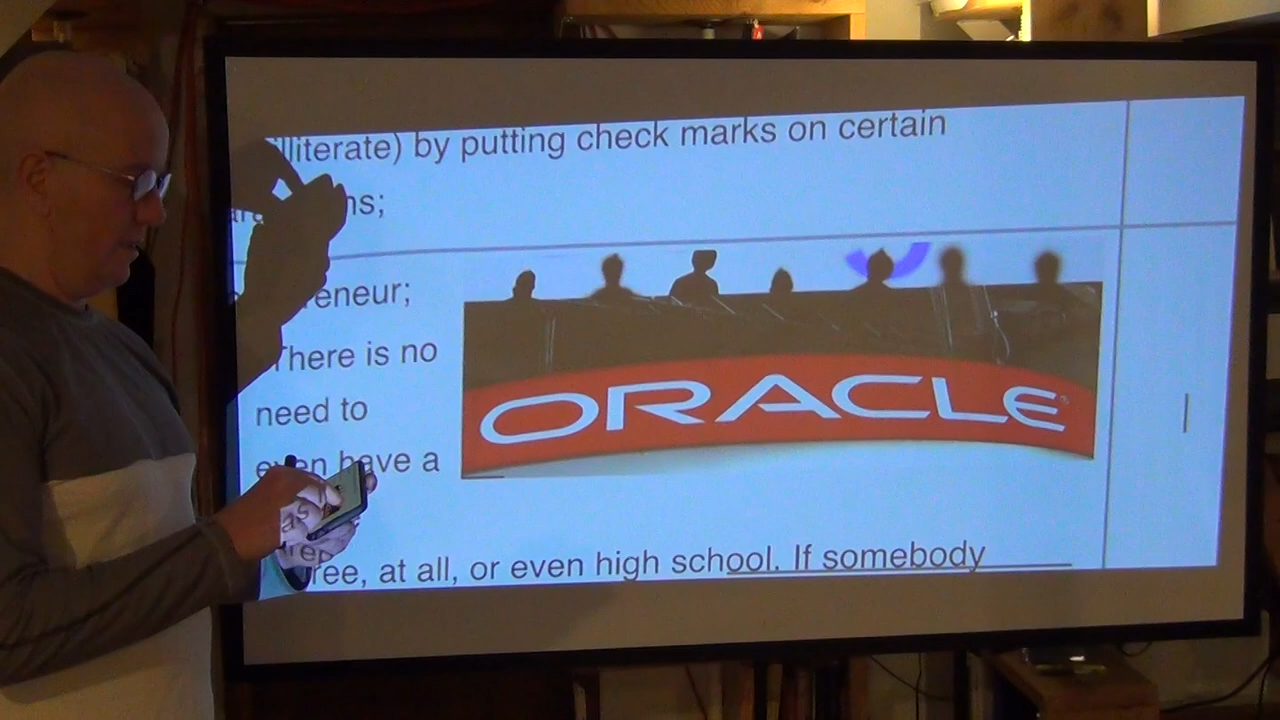 illiterate) by putting check marks on certain
ns;
eneur;
There is no
ORACLE
need to
even have a
ree, at all, or even high school. If somebody